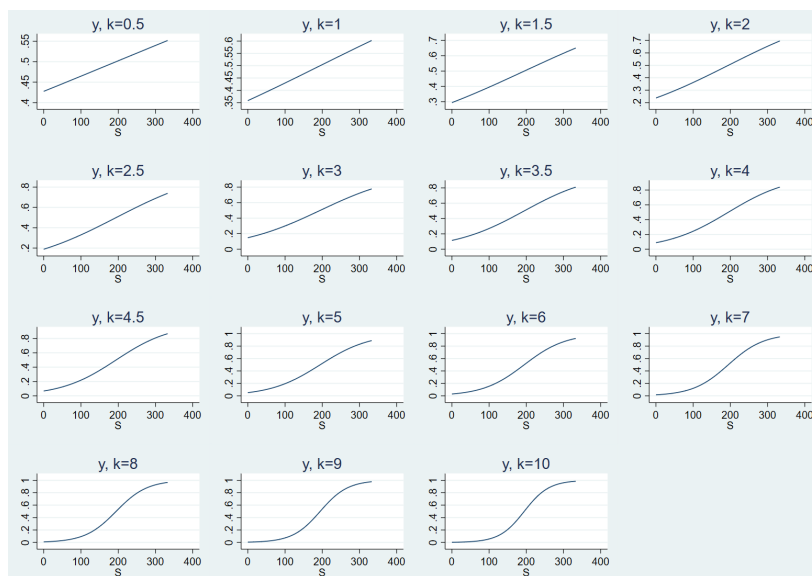 y, k=0.5
.4 .45 .5 .55
0 100 200 300 400
S
y, k=1
.35 .4 .45 .5 .55 .6
0 100 200 300 400
S
y, k=1.5
.3 .4 .5 .6 .7
0 100 200 300 400
S
y, k=2
.2 .3 .4 .5 .6 .7
0 100 200 300 400
S
y, k=2.5
.2 .4 .6 .8
0 100 200 300 400
S
y, k=3
0 .2 .4 .6 .8
0 100 200 300 400
S
y, k=3.5
0 .2 .4 .6 .8
0 100 200 300 400
S
y, k=4
0 .2 .4 .6 .8
0 100 200 300 400
S
y, k=4.5
0 .2 .4 .6 .8
0 100 200 300 400
S
y, k=5
0 .2 .4 .6 .8 1
0 100 200 300 400
S
y, k=6
0 .2 .4 .6 .8 1
0 100 200 300 400
S
y, k=7
0 .2 .4 .6 .8 1
0 100 200 300 400
S
y, k=8
0 .2 .4 .6 .8 1
0 100 200 300 400
S
y, k=9
0 .2 .4 .6 .8 1
0 100 200 300 400
S
y, k=10
0 .2 .4 .6 .8 1
0 100 200 300 400
S